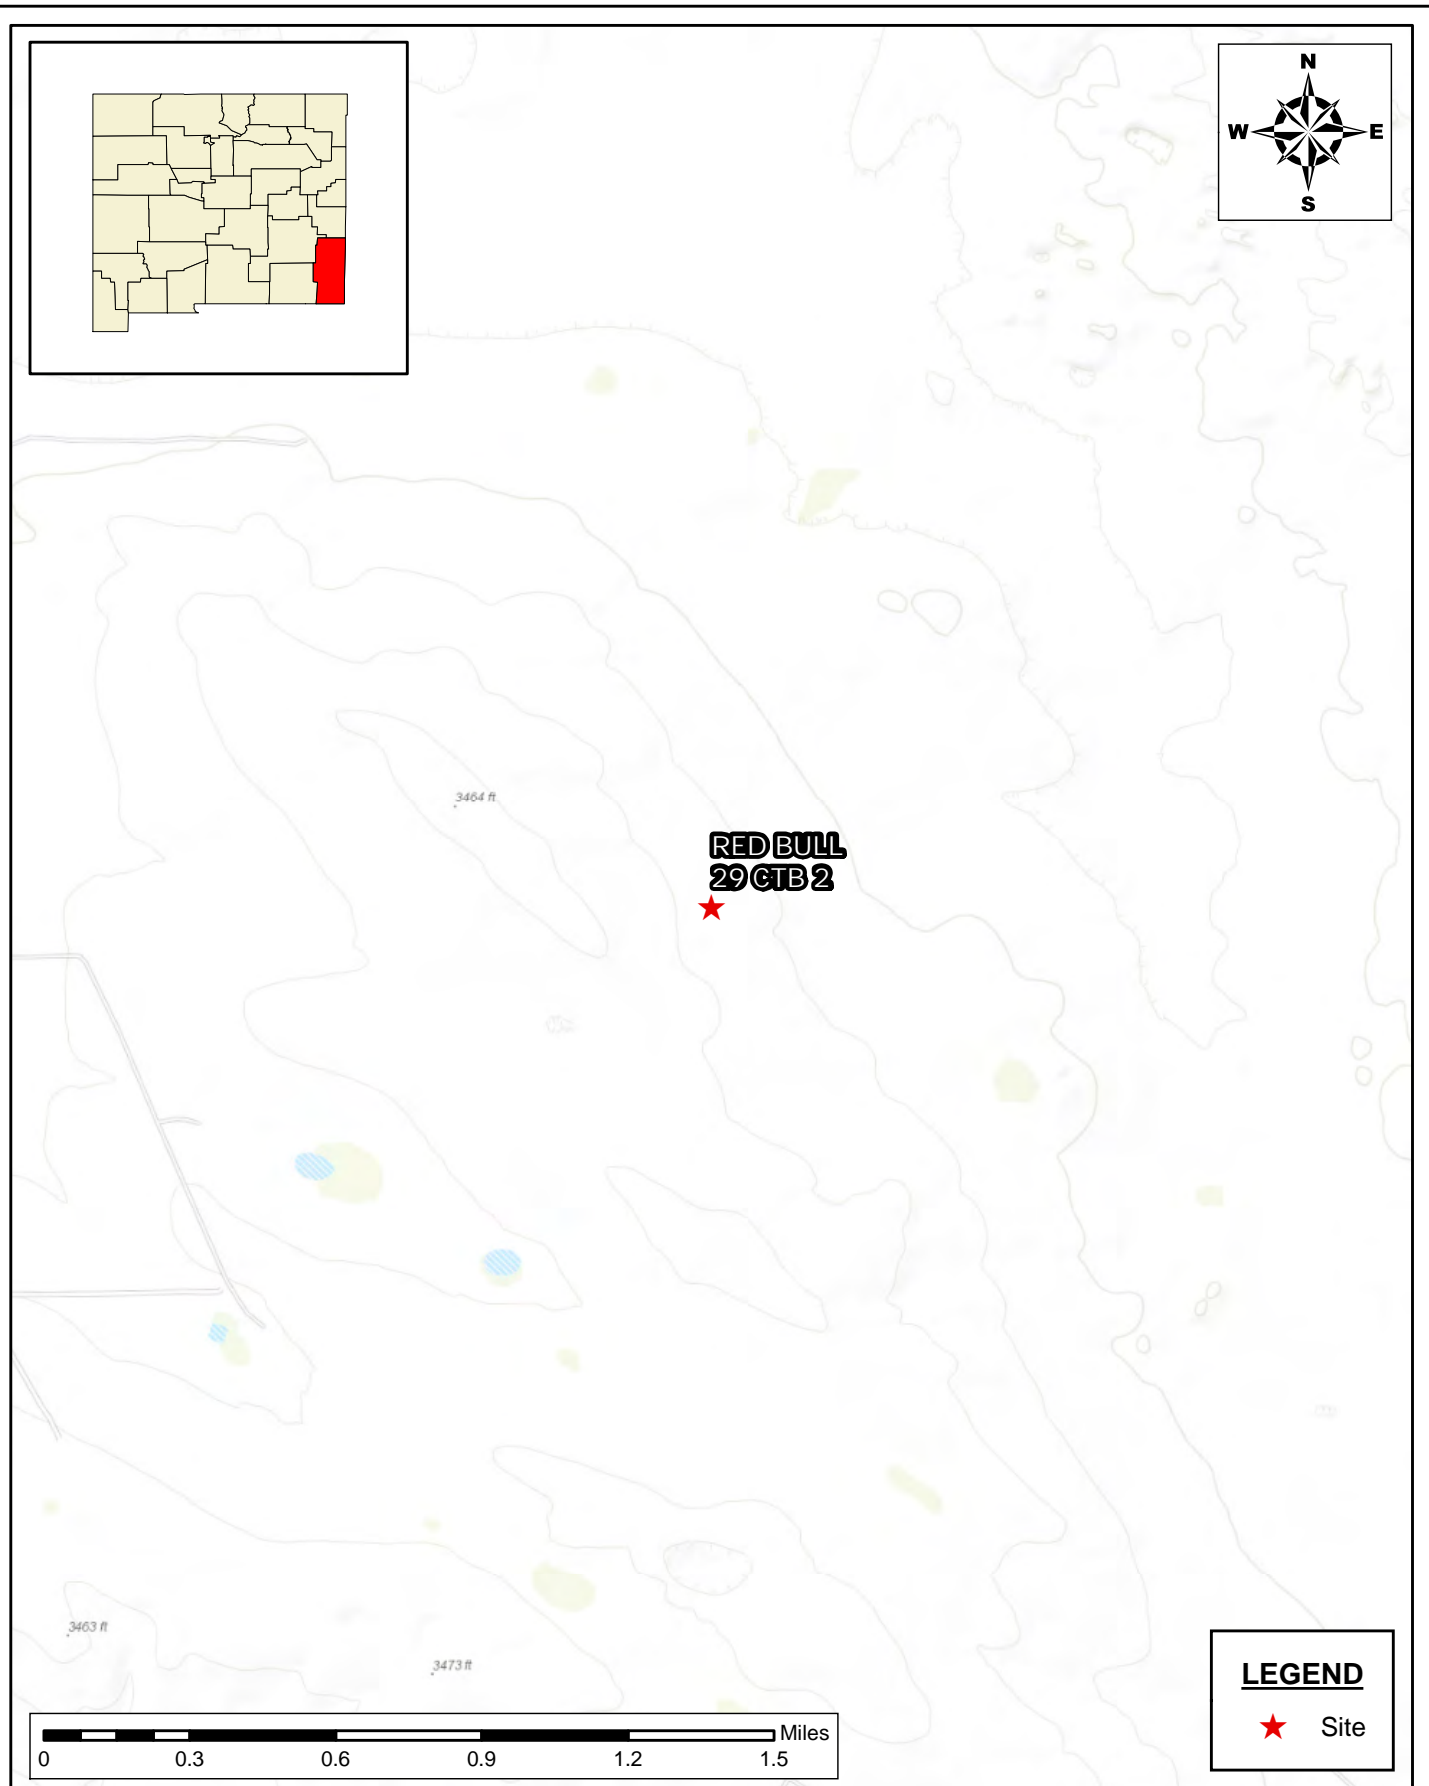 N
W E
S
3464 ft
RED BULL
29 CTB 2
3463 ft
3473 ft
LEGEND
Site
Miles
0 0.3 0.6 0.9 1.2 1.5